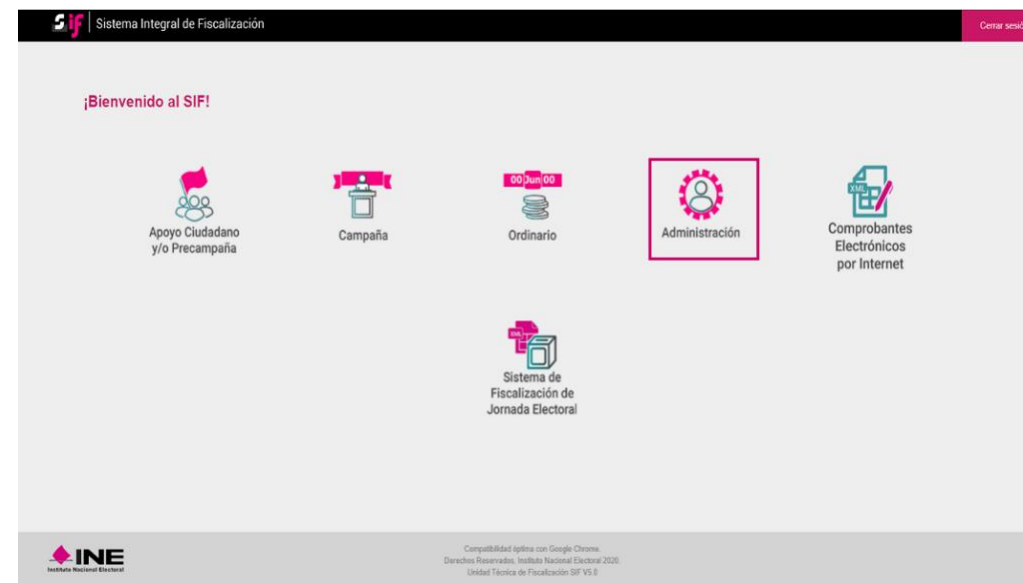 Sif Sistema Integral de Fiscalización
Cerrar sesió
¡Bienvenido al SIF!
00 Jun 00
XML
Apoyo Ciudadano
y/o Precampaña
Campaña
Ordinario
Administración
Comprobantes
Electrónicos
por Internet
XML
Sistema de
Fiscalización de
Jornada Electoral
INE
Instituto Nacional Electoral
Compatibilidad óptima con Google Chrome.
Derechos Reservados, Instituto Nacional Electoral 2020.
Unidad Técnica de Fiscalización SIF V5.0